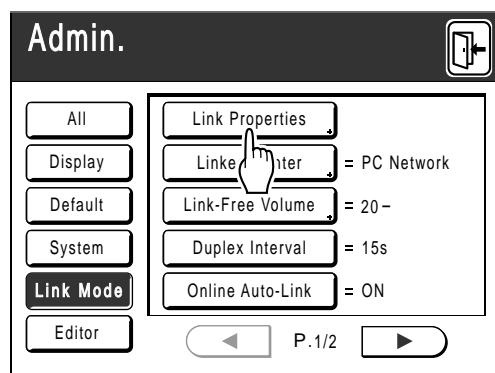 Admin.
All
Display
Default
System
Link Mode
Editor
Link Properties
= PC Network
Link-Free Volume = 20-
Duplex Interval = 15s
Online Auto-Link = ON
P.1/2